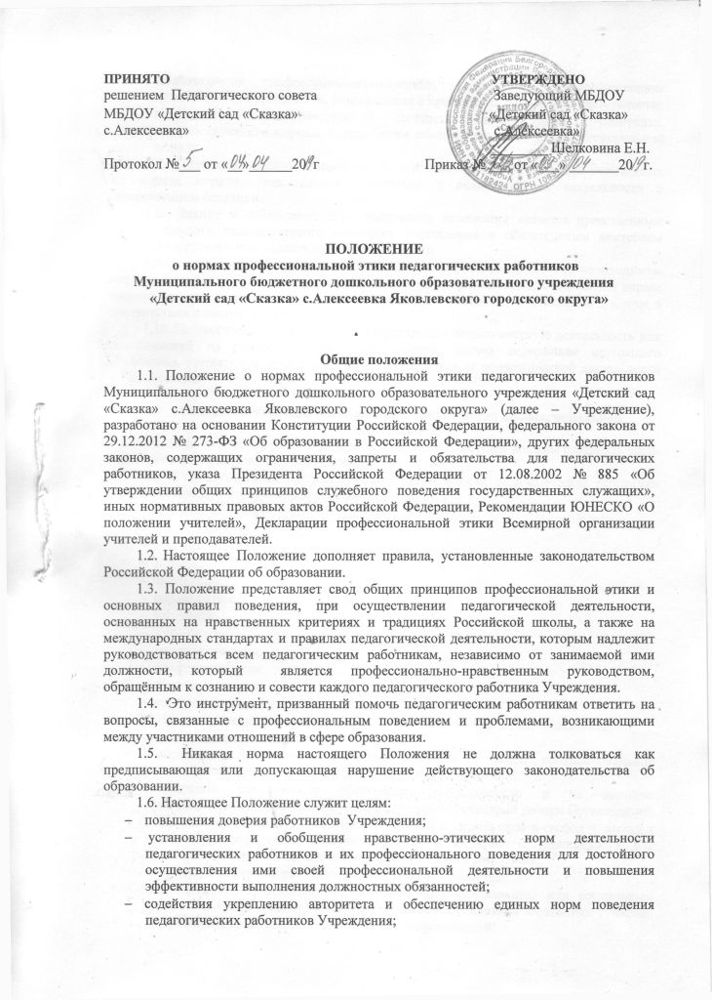 ПРИНЯТО УТВЕРЖДЕНО
решением Педагогического совета Заведующий МБДОУ
МБДОУ «Детский сад «Сказка» «Детский сад «Сказка»
с.Алексеевка» с.Алексеевка»
Шелковина Е.Н.
Протокол № 5 от «04» 04 2019г Приказ № от « » 04 2019г.
ПОЛОЖЕНИЕ
о нормах профессиональной этики педагогических работников
Муниципального бюджетного дошкольного образовательного учреждения
«Детский сад «Сказка» с.Алексеевка Яковлевского городского округа»
Общие положения
1.1. Положение о нормах профессиональной этики педагогических работников
Муниципального бюджетного дошкольного образовательного учреждения «Детский сад
«Сказка» с.Алексеевка Яковлевского городского округа» (далее – Учреждение),
разработано на основании Конституции Российской Федерации, федерального закона от
29.12.2012 № 273-ФЗ «Об образовании в Российской Федерации», других федеральных
законов, содержащих ограничения, запреты и обязательства для педагогических
работников, указа Президента Российской Федерации от 12.08.2002 № 885 «Об
утверждении общих принципов служебного поведения государственных служащих»,
иных нормативных правовых актов Российской Федерации, Рекомендации ЮНЕСКО «О
положении учителей», Декларации профессиональной этики Всемирной организации
учителей и преподавателей.
1.2. Настоящее Положение дополняет правила, установленные законодательством
Российской Федерации об образовании.
1.3. Положение представляет свод общих принципов профессиональной этики и
основных правил поведения, при осуществлении педагогической деятельности,
основанных на нравственных критериях и традициях Российской школы, а также на
международных стандартах и правилах педагогической деятельности, которым надлежит
руководствоваться всем педагогическим работникам, независимо от занимаемой ими
должности, который является профессионально-нравственным руководством,
обращённым к сознанию и совести каждого педагогического работника Учреждения.
1.4. Это инструмент, призванный помочь педагогическим работникам ответить на
вопросы, связанные с профессиональным поведением и проблемами, возникающими
между участниками отношений в сфере образования.
1.5. Никакая норма настоящего Положения не должна толковаться как
предписывающая или допускающая нарушение действующего законодательства об
образовании.
1.6. Настоящее Положение служит целям:
– повышения доверия работников Учреждения;
– установления и обобщения нравственно-этических норм деятельности
педагогических работников и их профессионального поведения для достойного
осуществления ими своей профессиональной деятельности и повышения
эффективности выполнения должностных обязанностей;
– содействия укреплению авторитета и обеспечению единых норм поведения
педагогических работников Учреждения;